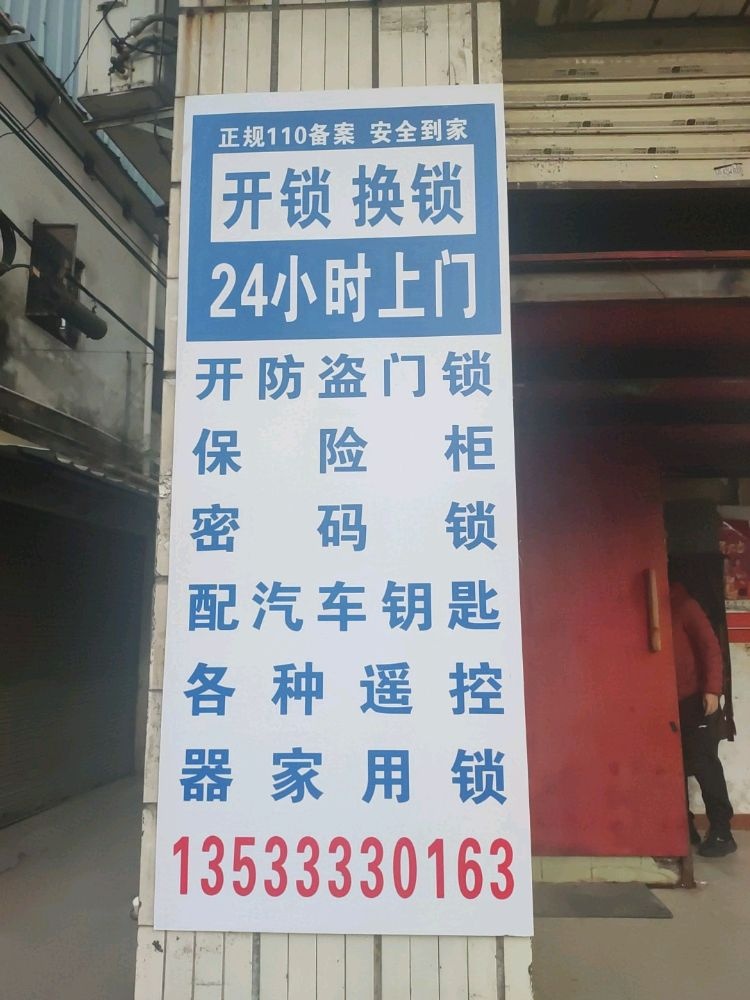 正规110备案 安全到家
开锁 换锁
24小时上门
开防盗门锁
保险柜
密码锁
配汽车钥匙
各种遥控
器家用锁
13533330163